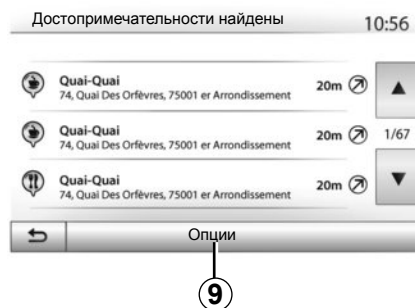 Достопримечательности найдены 10:56
Quai-Quai
74, Quai Des Orfèvres, 75001 er Arrondissement
20m
Quai-Quai
74, Quai Des Orfèvres, 75001 er Arrondissement
20m
1/67
Quai-Quai
74, Quai Des Orfèvres, 75001 er Arrondissement
20m
Опции
9